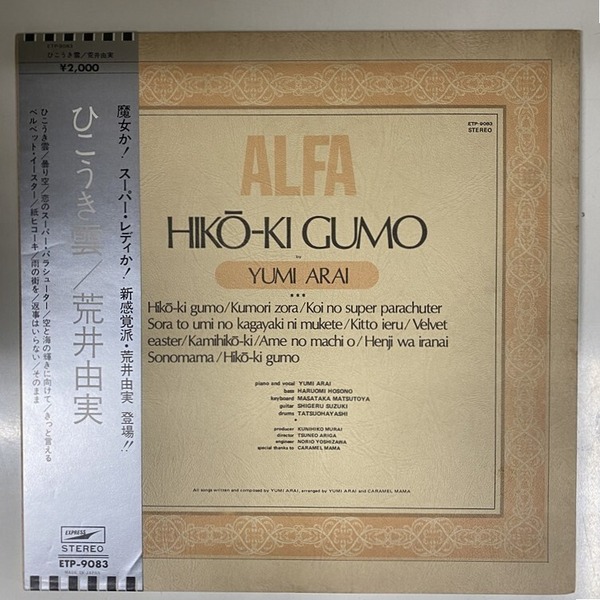 ETP9083
ひこうき雲／荒井由実
¥2,000
魔女か! スーパー・レディか! 新感覚派・荒井由実 登場!!
ひこうき雲／荒井由実
ひこうき雲／曇り空／恋のスーパー・パラシューター／空と海の輝きに向けて／きっと言える
ベルベット・イースター／紙ヒコーキ／雨の街を／返事はいらない／そのまま
EXPRESS
STEREO
ETP-9083
MADE IN JAPAN
ETP-9083
STEREO
ALFA
HIKŌ-KI GUMO
by
YUMI ARAI
Hikō-ki gumo/Kumori zora/Koi no super parachuter
Sora to umi no kagayaki ni mukete/Kitto ieru/Velvet
easter/Kamihikō-ki/Ame no machi o/Henji wa iranai
Sonomama/Hikō-ki gumo
piano and vocal YUMI ARAI
bass HARUOMI HOSONO
keyboard MASATAKA MATSUTOYA
guitar SHIGERU SUZUKI
drums TATSUOHAYASHI
producer KUNIHIKO MURAI
director TSUNEO ARIGA
engineer NORIO YOSHIZAWA
special thanks to CARAMEL MAMA
All songs written and composed by YUMI ARAI, arranged by YUMI ARAI and CARAMEL MAMA